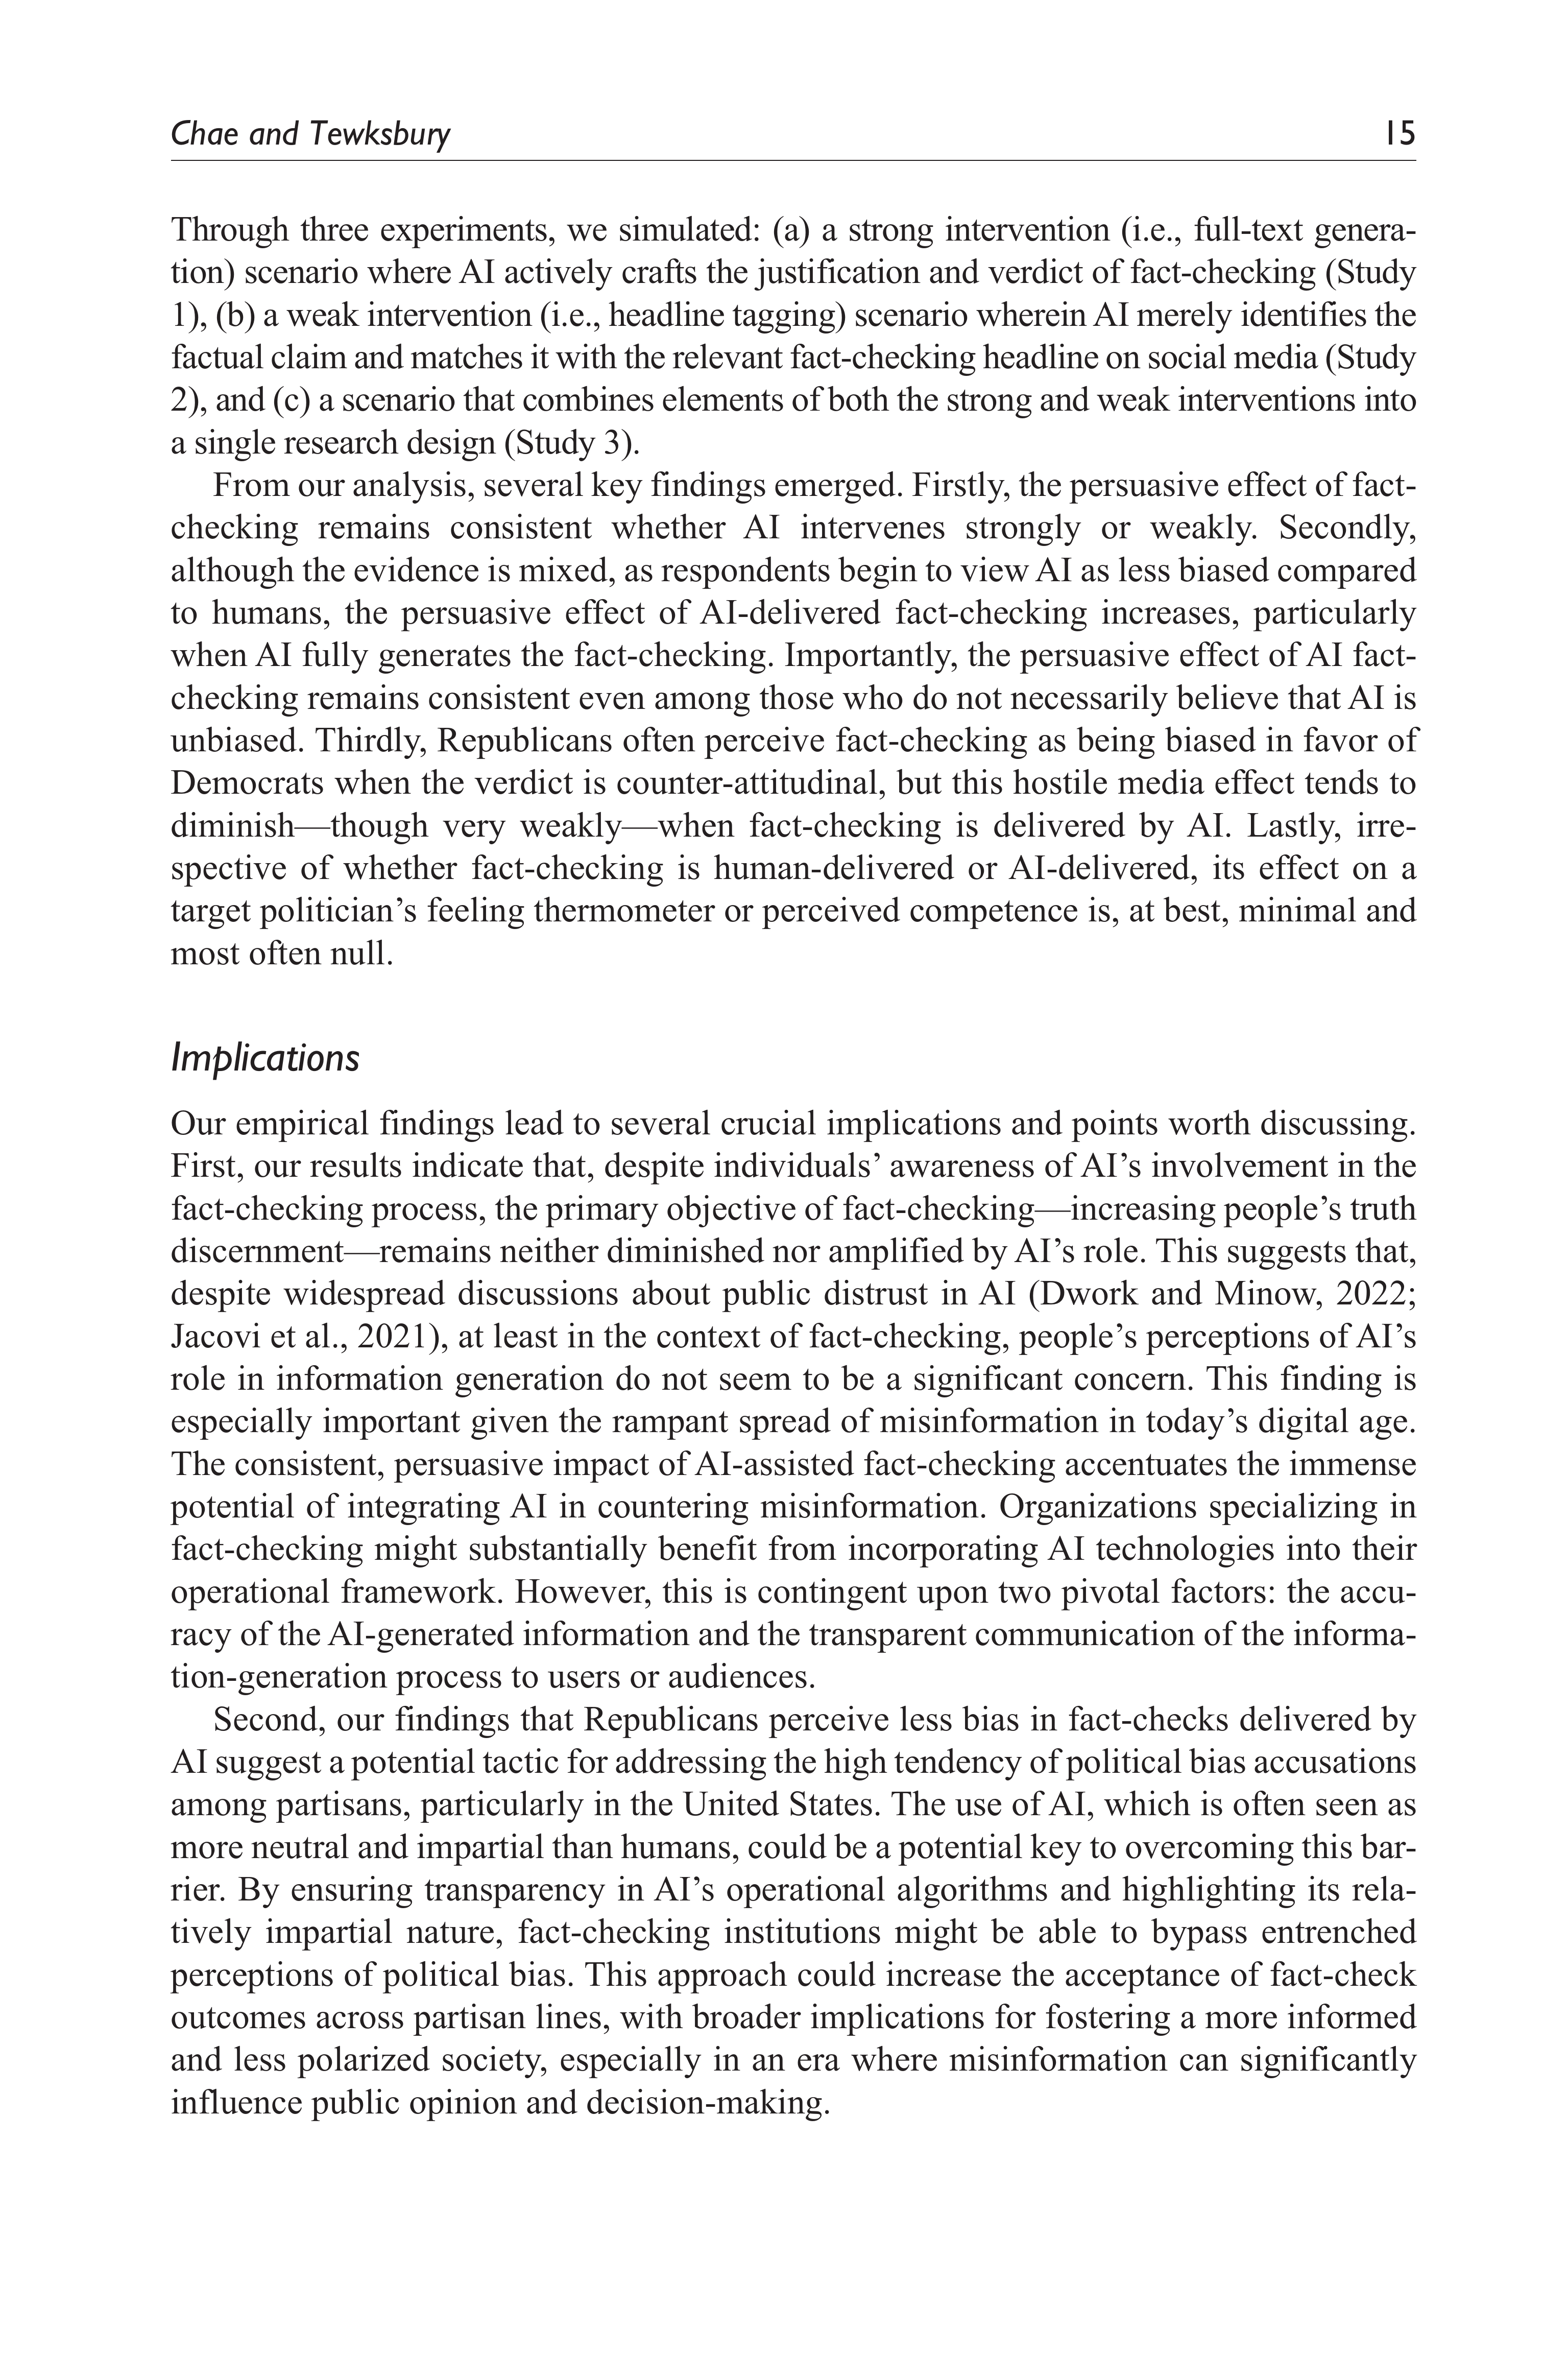 Chae and Tewksbury 15
Through three experiments, we simulated: (a) a strong intervention (i.e., full-text genera-
tion) scenario where AI actively crafts the justification and verdict of fact-checking (Study
1), (b) a weak intervention (i.e., headline tagging) scenario wherein AI merely identifies the
factual claim and matches it with the relevant fact-checking headline on social media (Study
2), and (c) a scenario that combines elements of both the strong and weak interventions into
a single research design (Study 3).
From our analysis, several key findings emerged. Firstly, the persuasive effect of fact-
checking remains consistent whether AI intervenes strongly or weakly. Secondly,
although the evidence is mixed, as respondents begin to view AI as less biased compared
to humans, the persuasive effect of AI-delivered fact-checking increases, particularly
when AI fully generates the fact-checking. Importantly, the persuasive effect of AI fact-
checking remains consistent even among those who do not necessarily believe that AI is
unbiased. Thirdly, Republicans often perceive fact-checking as being biased in favor of
Democrats when the verdict is counter-attitudinal, but this hostile media effect tends to
diminish—though very weakly—when fact-checking is delivered by AI. Lastly, irre-
spective of whether fact-checking is human-delivered or AI-delivered, its effect on a
target politician’s feeling thermometer or perceived competence is, at best, minimal and
most often null.
Implications
Our empirical findings lead to several crucial implications and points worth discussing.
First, our results indicate that, despite individuals’ awareness of AI’s involvement in the
fact-checking process, the primary objective of fact-checking—increasing people’s truth
discernment—remains neither diminished nor amplified by AI’s role. This suggests that,
despite widespread discussions about public distrust in AI (Dwork and Minow, 2022;
Jacovi et al., 2021), at least in the context of fact-checking, people’s perceptions of AI’s
role in information generation do not seem to be a significant concern. This finding is
especially important given the rampant spread of misinformation in today’s digital age.
The consistent, persuasive impact of AI-assisted fact-checking accentuates the immense
potential of integrating AI in countering misinformation. Organizations specializing in
fact-checking might substantially benefit from incorporating AI technologies into their
operational framework. However, this is contingent upon two pivotal factors: the accu-
racy of the AI-generated information and the transparent communication of the informa-
tion-generation process to users or audiences.
Second, our findings that Republicans perceive less bias in fact-checks delivered by
AI suggest a potential tactic for addressing the high tendency of political bias accusations
among partisans, particularly in the United States. The use of AI, which is often seen as
more neutral and impartial than humans, could be a potential key to overcoming this bar-
rier. By ensuring transparency in AI’s operational algorithms and highlighting its rela-
tively impartial nature, fact-checking institutions might be able to bypass entrenched
perceptions of political bias. This approach could increase the acceptance of fact-check
outcomes across partisan lines, with broader implications for fostering a more informed
and less polarized society, especially in an era where misinformation can significantly
influence public opinion and decision-making.